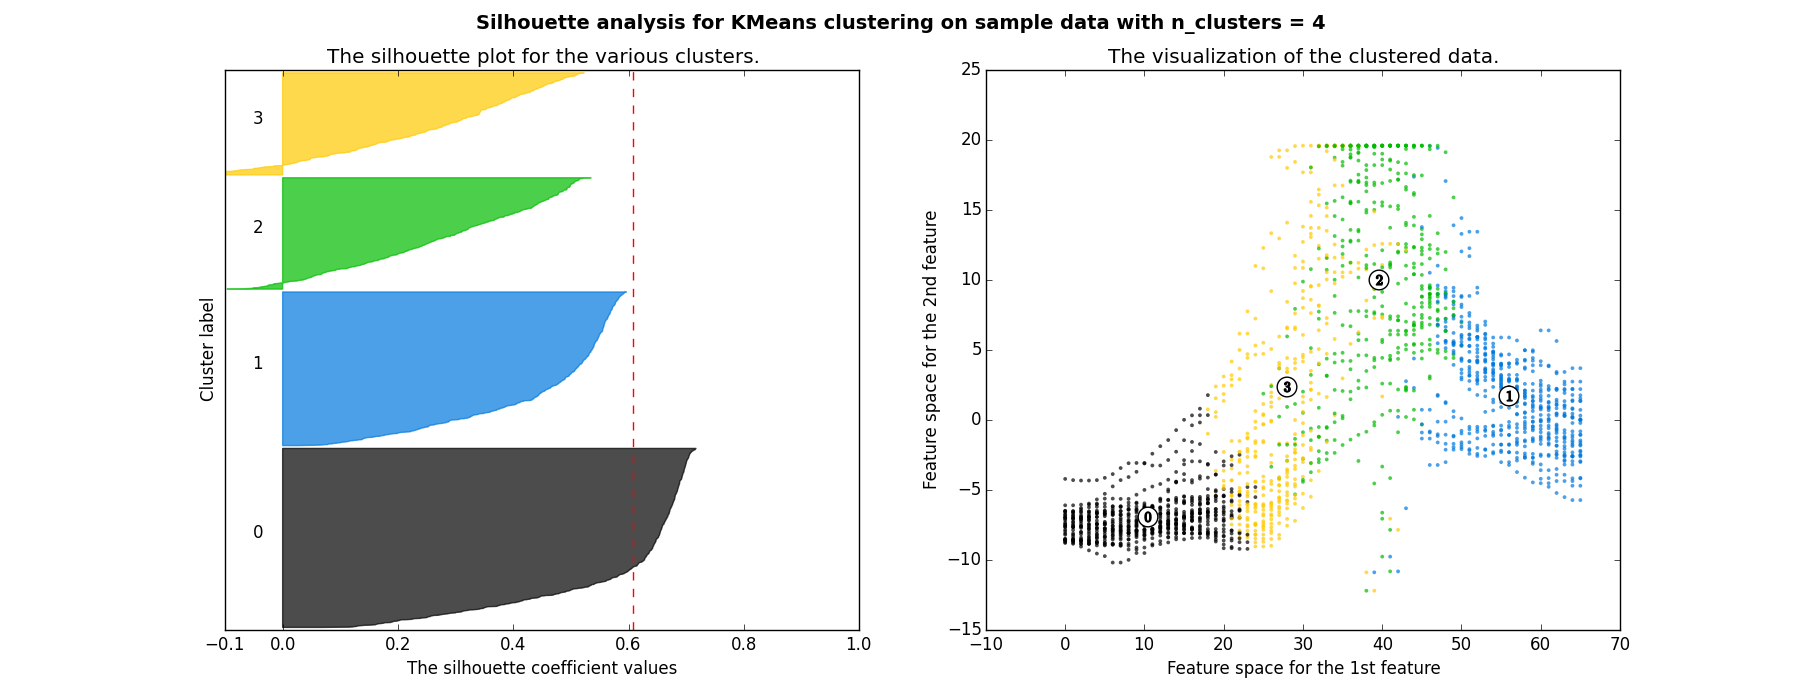 Silhouette analysis for KMeans clustering on sample data with n_clusters = 4
The silhouette plot for the various clusters.
3
2
1
0
Cluster label
−0.1 0.0 0.2 0.4 0.6 0.8 1.0
The silhouette coefficient values
The visualization of the clustered data.
25
20
15
10
5
0
−5
−10
−15
Feature space for the 2nd feature
2
3
1
0
−10 0 10 20 30 40 50 60 70
Feature space for the 1st feature